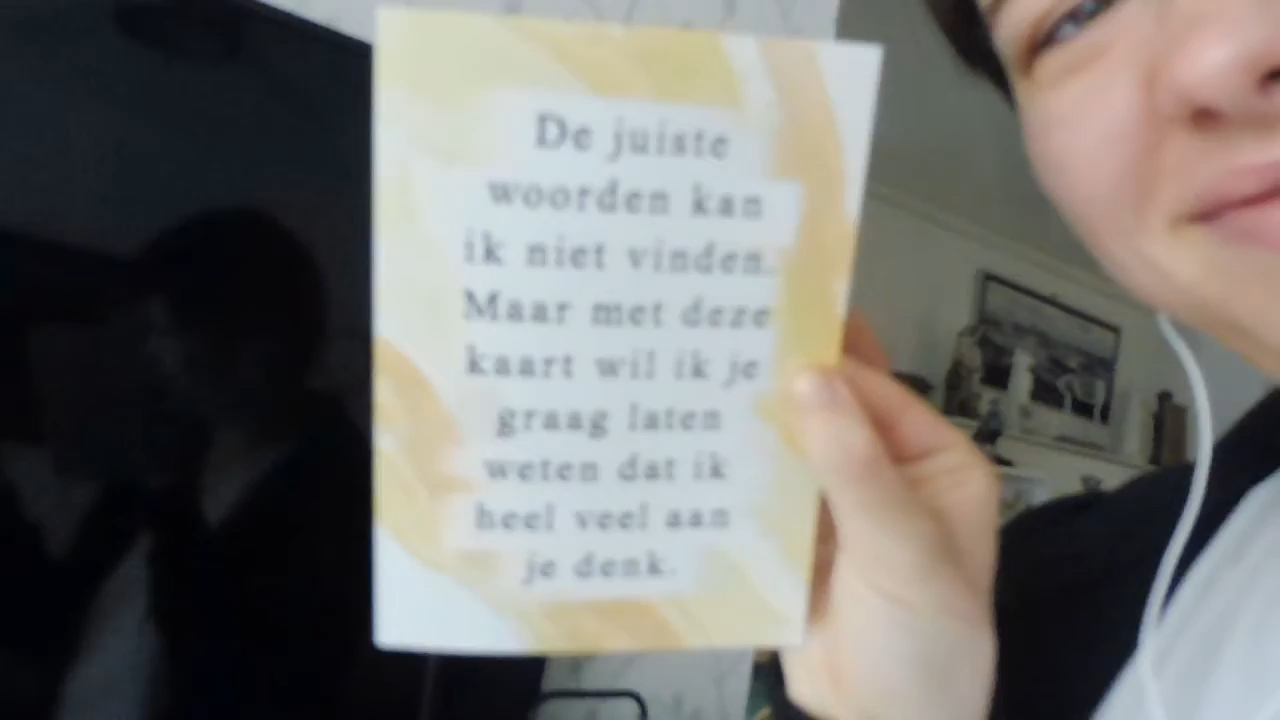 De juiste
woorden kan
ik niet vinden.
Maar met deze
kaart wil ik je
graag laten
weten dat ik
heel veel aan
je denk.